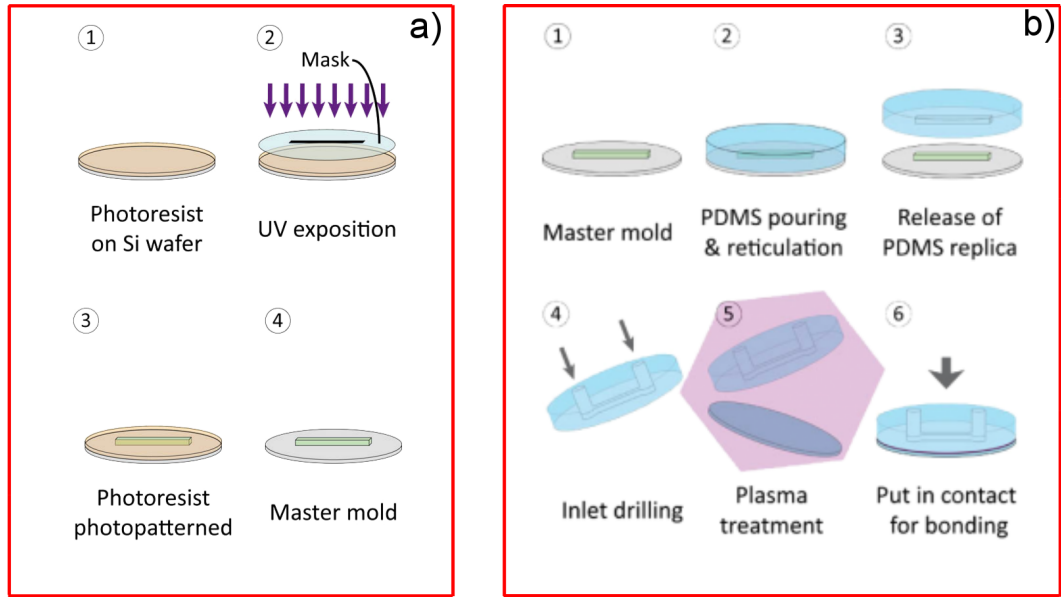 a)
① ②
Mask
Photoresist
on Si wafer
UV exposition
③ ④
Photoresist
photopatterned
Master mold
b)
① ② ③
Master mold
PDMS pouring
& reticulation
Release of
PDMS replica
④ ⑤ ⑥
Inlet drilling
Plasma
treatment
Put in contact
for bonding